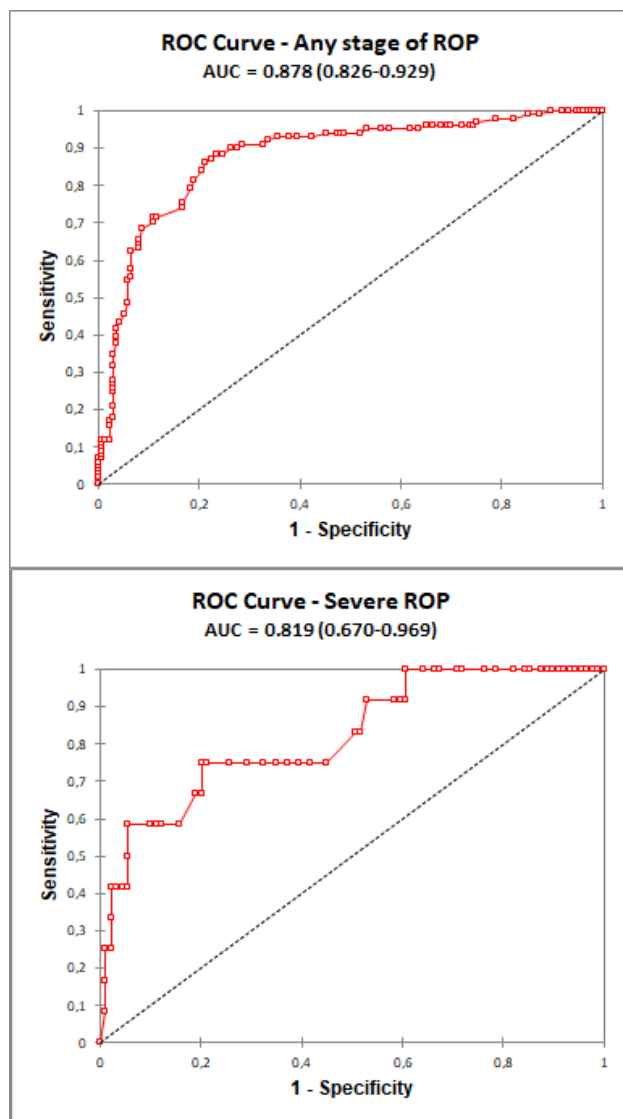 ROC Curve - Any stage of ROP
AUC = 0.878 (0.826-0.929)
1
0,9
0,8
0,7
0,6
0,5
0,4
0,3
0,2
0,1
0
Sensitivity
0 0,2 0,4 0,6 0,8 1
1 - Specificity
ROC Curve - Severe ROP
AUC = 0.819 (0.670-0.969)
1
0,9
0,8
0,7
0,6
0,5
0,4
0,3
0,2
0,1
0
Sensitivity
0 0,2 0,4 0,6 0,8 1
1 - Specificity